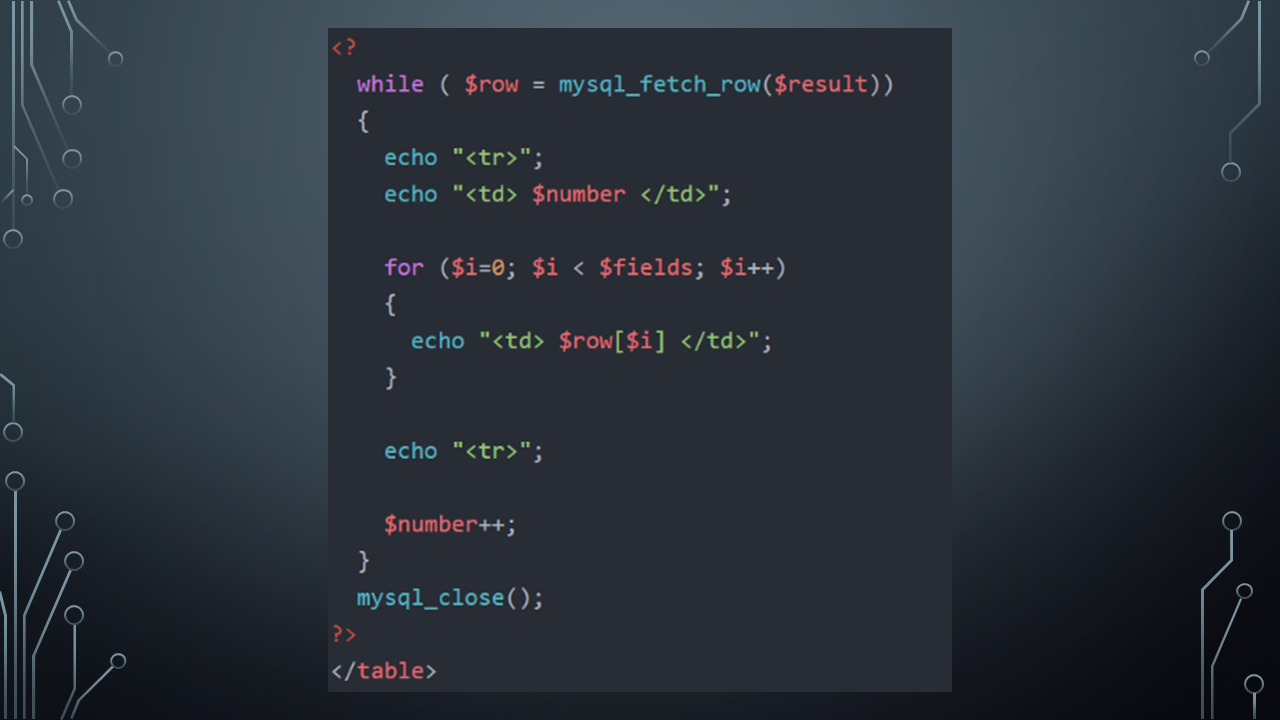 <?
while ( $row = mysql_fetch_row($result))
{
echo "<tr>";
echo "<td> $number </td>";
for ($i=0; $i < $fields; $i++)
{
echo "<td> $row[$i] </td>";
}
echo "<tr>";
$number++;
}
mysql_close();
?>
</table>